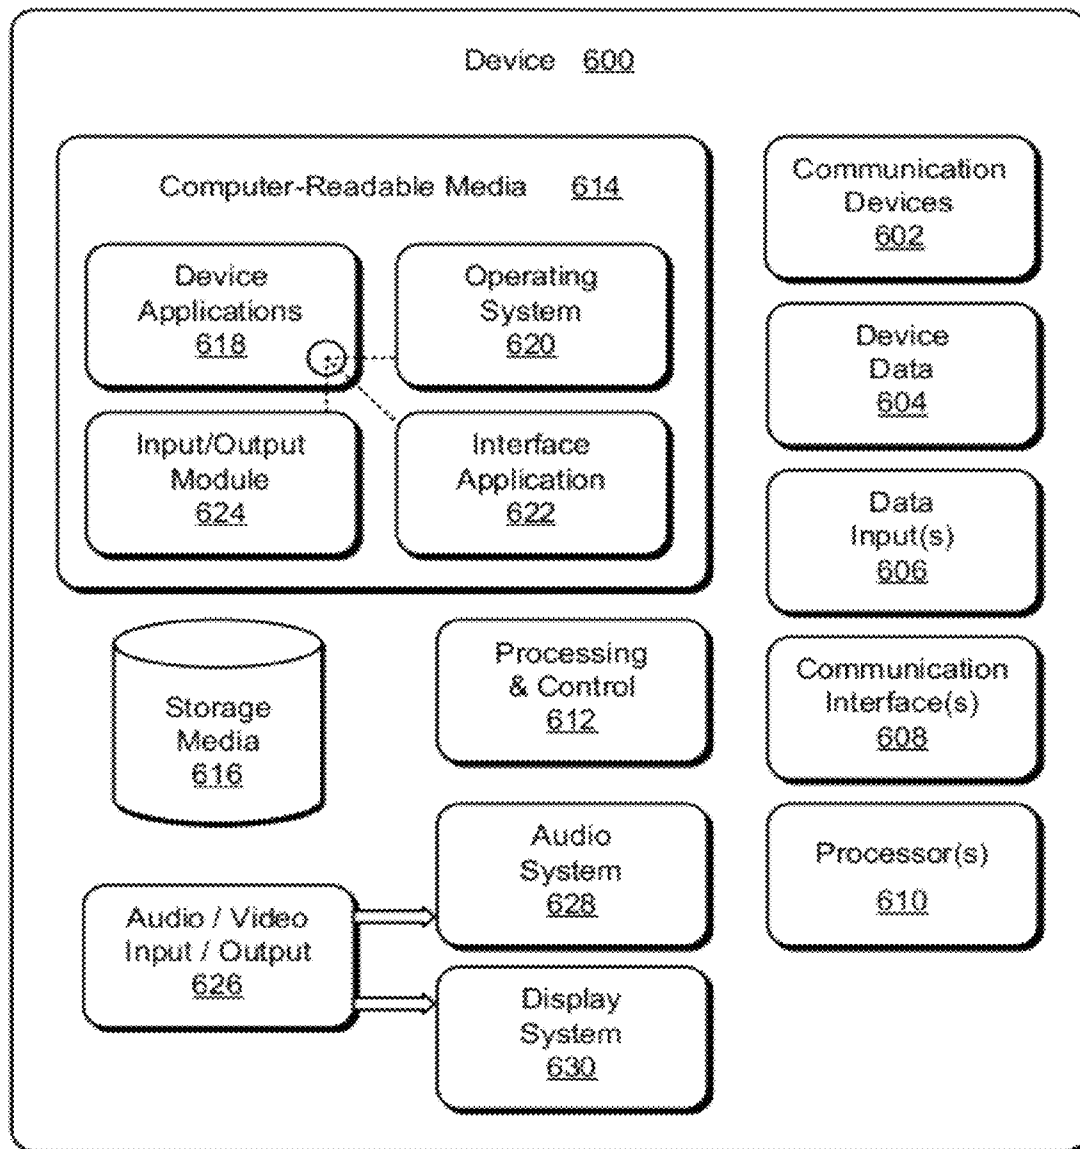 Device 600
Computer-Readable Media 614
Device
Applications
618
Operating
System
620
Input/Output
Module
624
Interface
Application
622
Storage
Media
616
Processing
& Control
612
Audio / Video
Input / Output
626
Audio
System
628
Display
System
630
Communication
Devices
602
Device
Data
604
Data
Input(s)
606
Communication
Interface(s)
608
Processor(s)
610